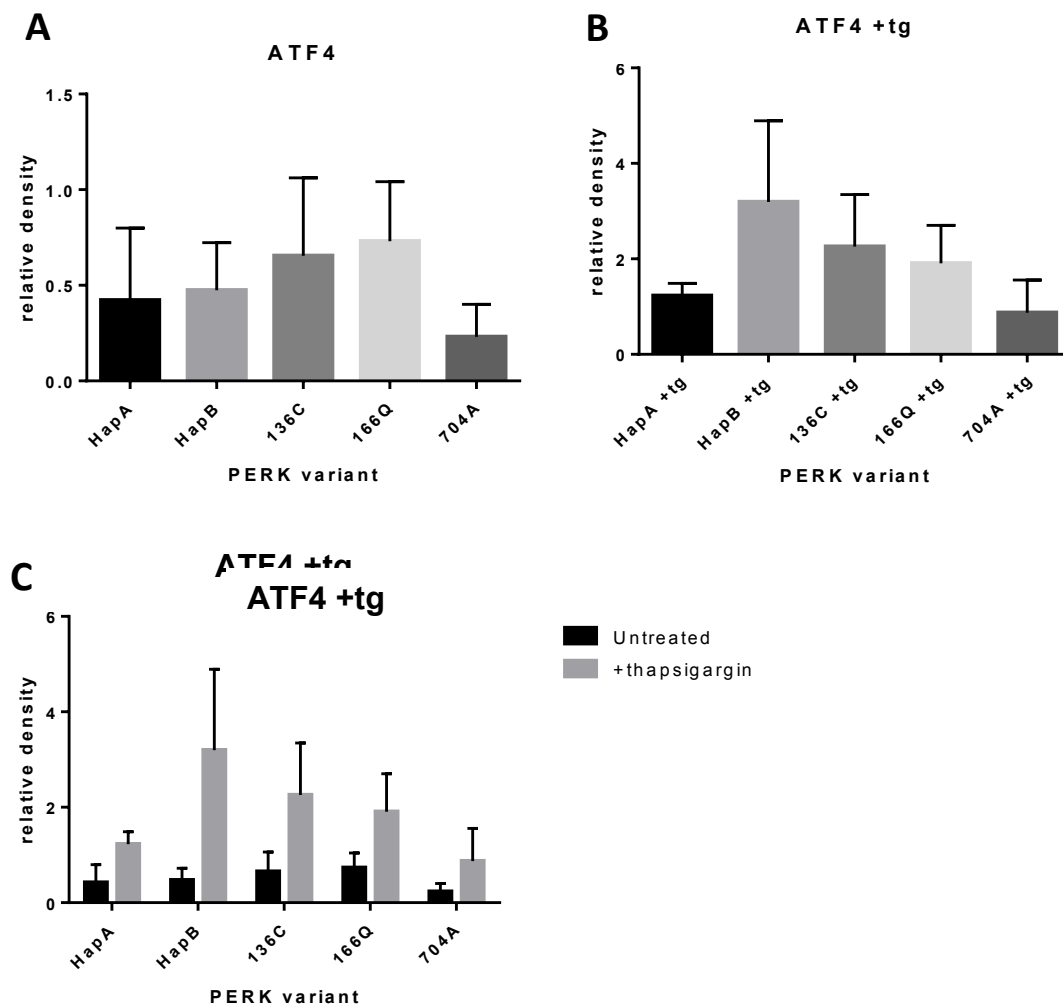 A
ATF4
relative density
1.5
1.0
0.5
0.0
HapA
HapB
136C
166Q
704A
PERK variant
B
ATF4 +tg
relative density
6
4
2
0
HapA +tg
HapB +tg
136C +tg
166Q +tg
704A +tg
PERK variant
C
ATF4 +tg
ATF4 +tg
relative density
6
4
2
0
HapA
HapB
136C
166Q
704A
PERK variant
Untreated
+thapsigargin